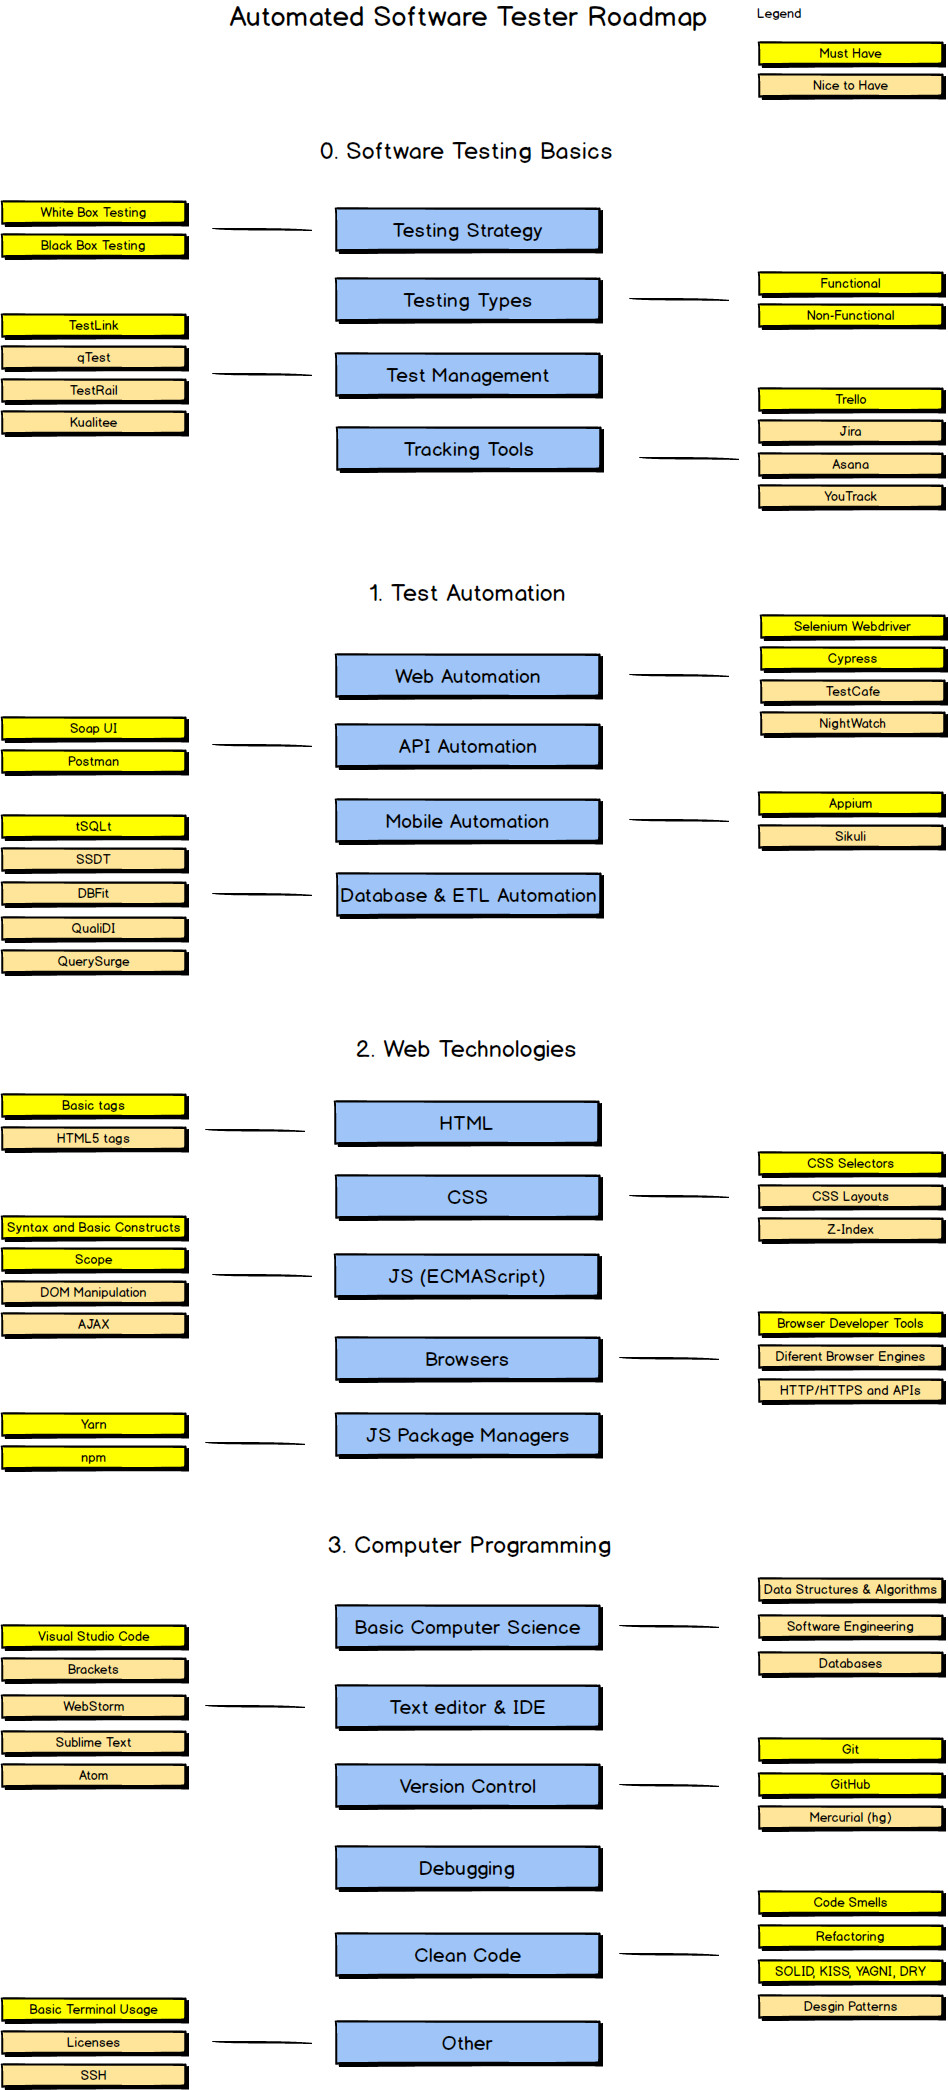 Automated Software Tester Roadmap
Legend
Must Have
Nice to Have
0. Software Testing Basics
White Box Testing
Black Box Testing
Testing Strategy
Testing Types
Functional
Non-Functional
TestLink
qTest
TestRail
Kualitee
Test Management
Tracking Tools
Trello
Jira
Asana
YouTrack
1. Test Automation
Web Automation
Selenium Webdriver
Cypress
TestCafe
NightWatch
Soap UI
Postman
API Automation
Mobile Automation
Appium
Sikuli
tSQLt
SSDT
DBFit
QualiDI
QuerySurge
Database & ETL Automation
2. Web Technologies
Basic tags
HTML5 tags
HTML
CSS
CSS Selectors
CSS Layouts
Z-Index
Syntax and Basic Constructs
Scope
DOM Manipulation
AJAX
JS (ECMAScript)
Browsers
Browser Developer Tools
Diferent Browser Engines
HTTP/HTTPS and APIs
Yarn
npm
JS Package Managers
3. Computer Programming
Basic Computer Science
Data Structures & Algorithms
Software Engineering
Databases
Visual Studio Code
Brackets
WebStorm
Sublime Text
Atom
Text editor & IDE
Version Control
Git
GitHub
Mercurial (hg)
Debugging
Clean Code
Code Smells
Refactoring
SOLID, KISS, YAGNI, DRY
Desgin Patterns
Basic Terminal Usage
Licenses
SSH
Other